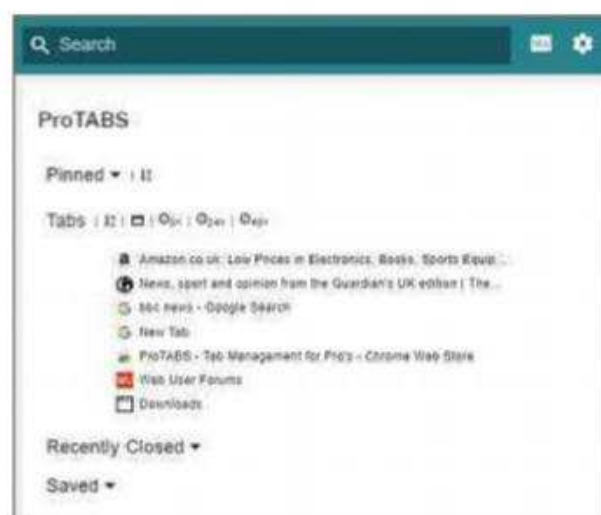 Search
ProTABS
Pinned
Tabs
Amazon.co.uk: Low Prices in Electronics, Books, Sports Equip...
News, sport and opinion from the Guardian's UK edition | The...
bbc news - Google Search
New Tab
ProTABS - Tab Management for Pro's - Chrome Web Store
Web User Forums
Downloads
Recently Closed
Saved